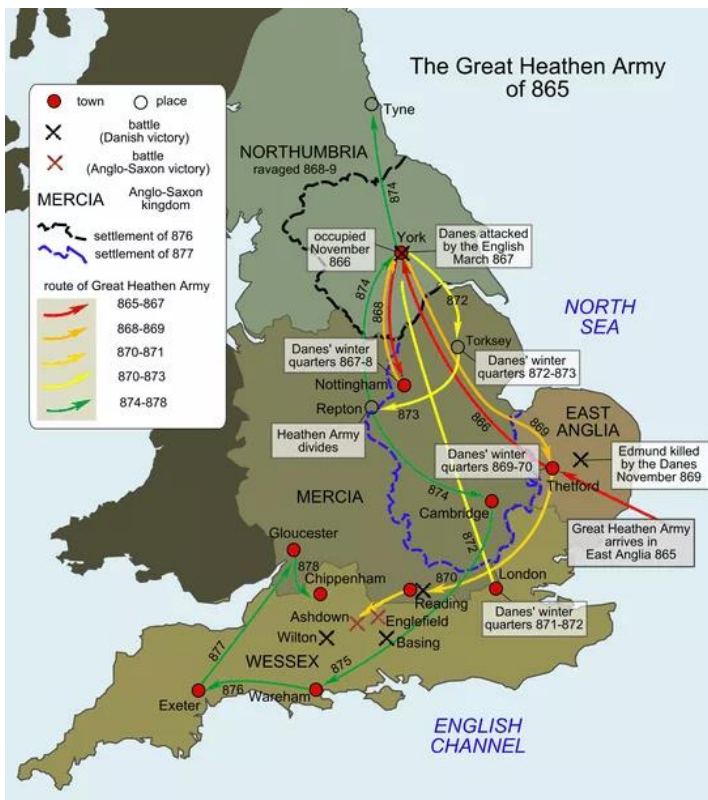 The Great Heathen Army
of 865
town
place
battle
(Danish victory)
battle
(Anglo-Saxon victory)
MERCIA
Anglo-Saxon
kingdom
settlement of 876
settlement of 877
route of Great Heathen Army
865-867
868-869
870-871
870-873
874-878
Tyne
NORTHUMBRIA
ravaged 868-9
874
occupied
November
866
York
Danes attacked
by the English
March 867
874
868
872
NORTH
SEA
Torksey
Danes' winter
quarters 867-8
Danes' winter
quarters 872-873
Nottingham
Repton
873
866
869
EAST
ANGLIA
Heathen Army
divides
Danes' winter
quarters 869-70
Edmund killed
by the Danes
November 869
Thetford
MERCIA
874
Cambridge
872
Great Heathen Army
arrives in
East Anglia 865
Gloucester
878
Chippenham
870
London
Reading
Danes' winter
quarters 871-872
Ashdown
Englefield
Wilton
Basing
877
WESSEX
875
876
Exeter
Wareham
ENGLISH
CHANNEL